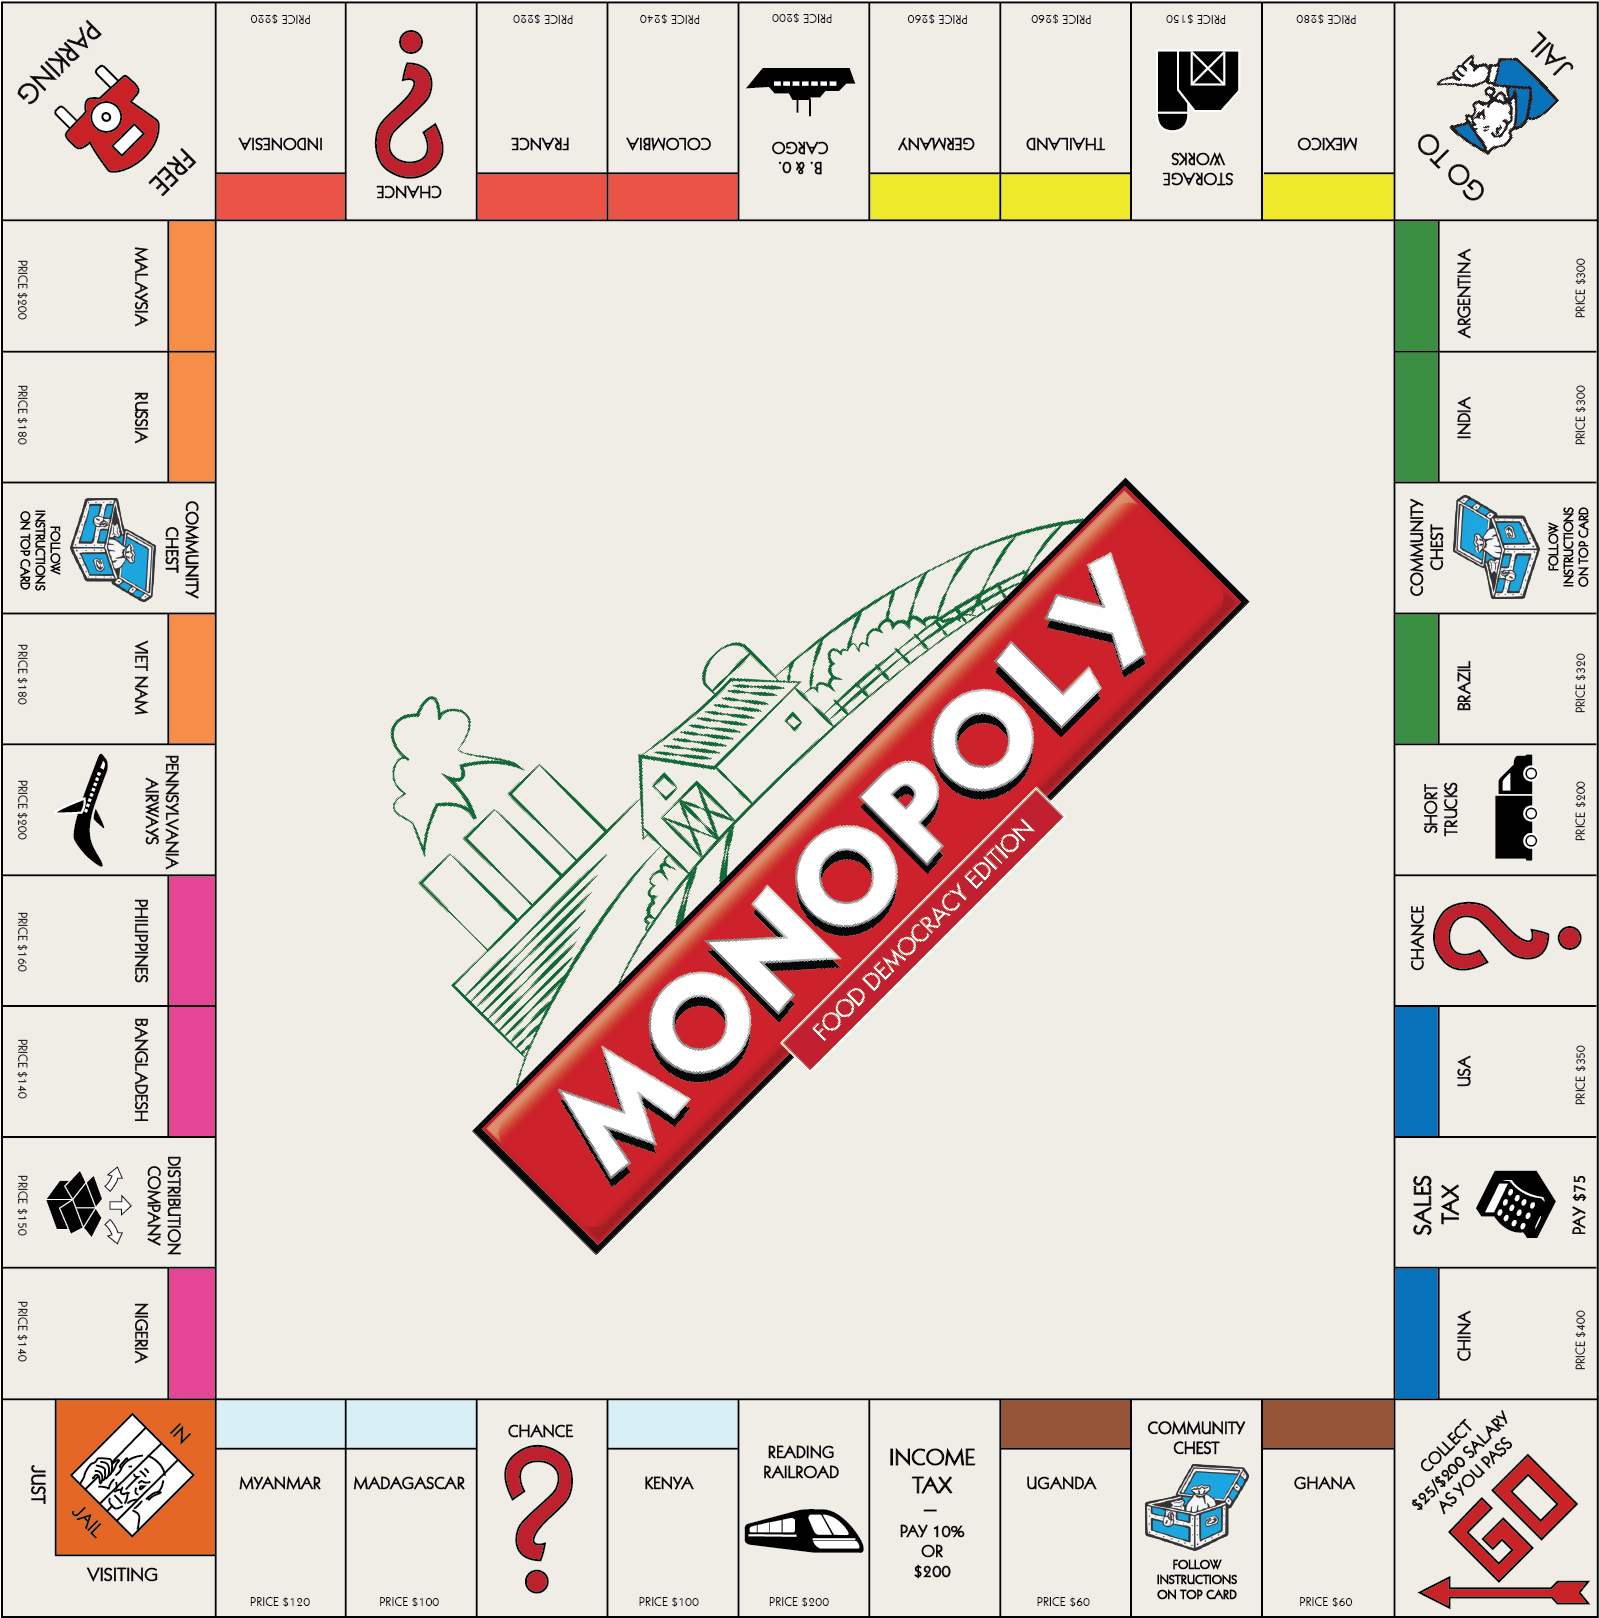 FREE
PARKING
INDONESIA
PRICE $220
CHANCE
FRANCE
PRICE $220
COLOMBIA
PRICE $240
B. & O.
CARGO
PRICE $200
GERMANY
PRICE $260
THAILAND
PRICE $260
STORAGE
WORKS
PRICE $150
MEXICO
PRICE $280
GO TO
JAIL
ARGENTINA
PRICE $300
INDIA
PRICE $300
COMMUNITY
CHEST
FOLLOW
INSTRUCTIONS
ON TOP CARD
BRAZIL
PRICE $320
SHORT
TRUCKS
PRICE $200
CHANCE
USA
PRICE $350
SALES
TAX
PAY $75
CHINA
PRICE $400
COLLECT
$25/$200 SALARY
AS YOU PASS
GO
GHANA
PRICE $60
COMMUNITY
CHEST
FOLLOW
INSTRUCTIONS
ON TOP CARD
UGANDA
PRICE $60
INCOME
TAX
–
PAY 10%
OR
$200
READING
RAILROAD
PRICE $200
KENYA
PRICE $100
CHANCE
MADAGASCAR
PRICE $100
MYANMAR
PRICE $120
IN
JAIL
JUST
VISITING
NIGERIA
PRICE $140
DISTRIBUTION
COMPANY
PRICE $150
BANGLADESH
PRICE $140
PHILIPPINES
PRICE $160
PENNSYLVANIA
AIRWAYS
PRICE $200
VIET NAM
PRICE $180
COMMUNITY
CHEST
FOLLOW
INSTRUCTIONS
ON TOP CARD
RUSSIA
PRICE $180
MALAYSIA
PRICE $200
MONOPOLY
FOOD DEMOCRACY EDITION